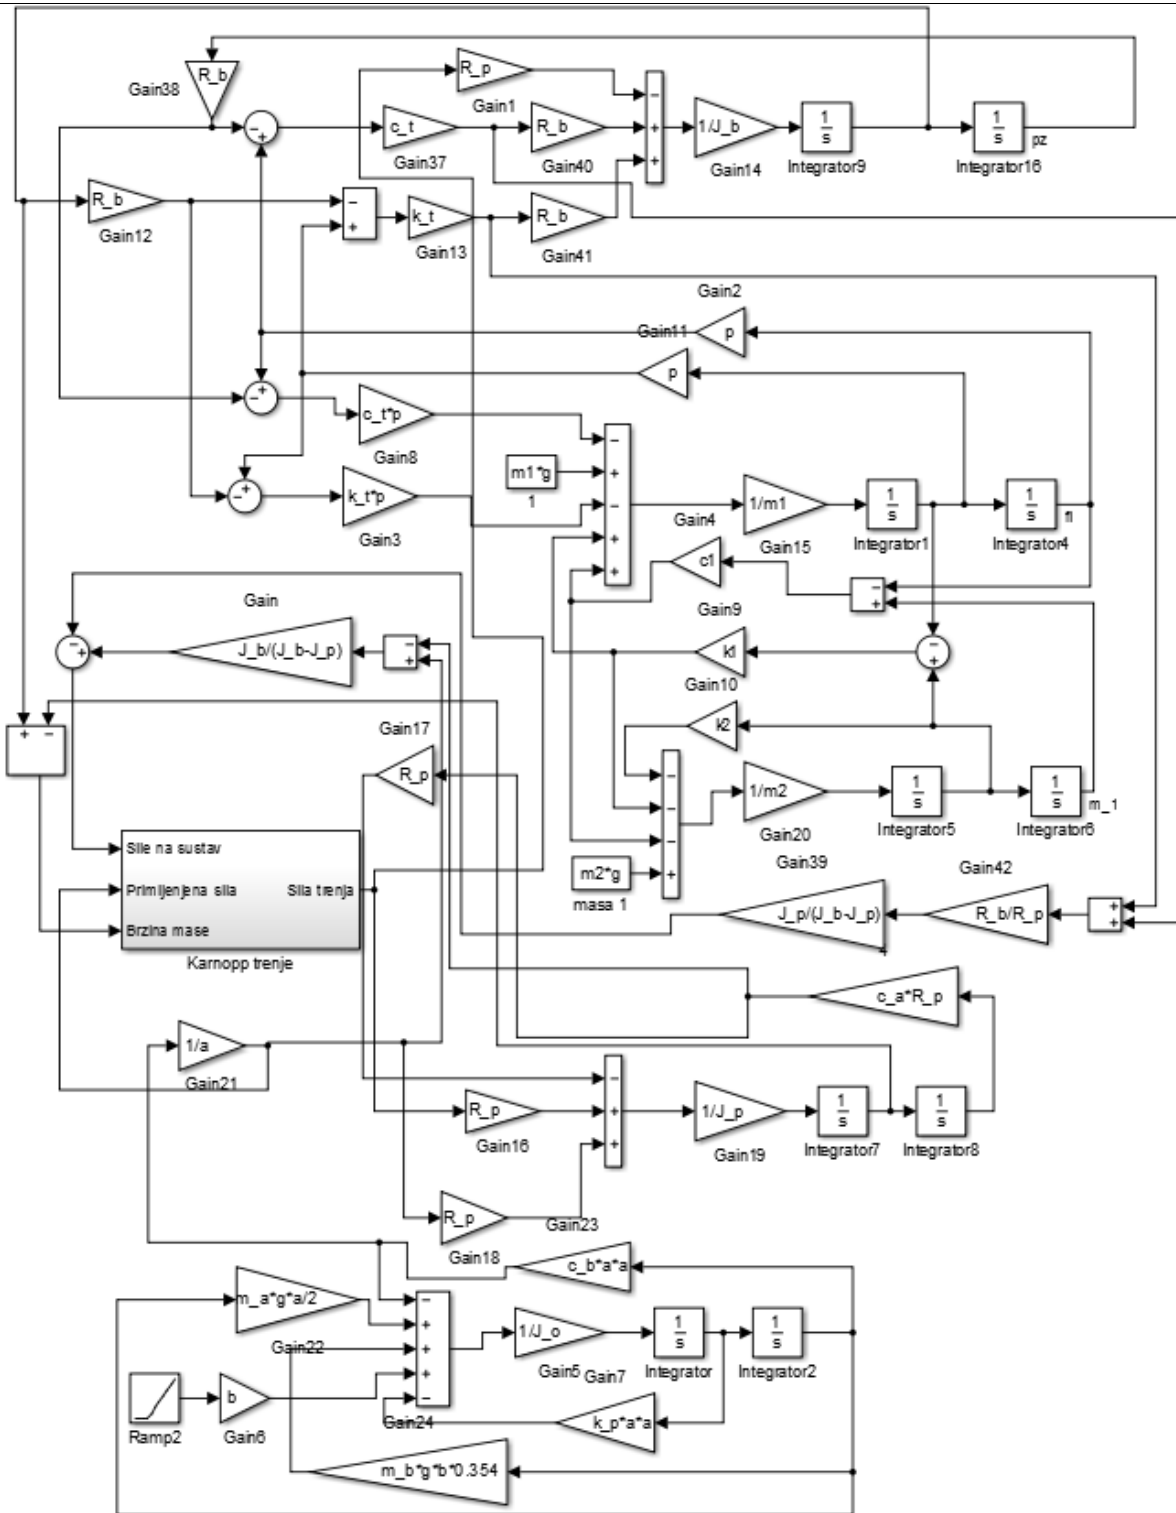 R_b
Gain38
R_p
Gain1
c_t
Gain37
R_b
Gain40
1/J_b
Gain14
1
s
Integrator9
1
s
Integrator16
pz
R_b
Gain12
k_t
Gain13
R_b
Gain41
Gain2
p
Gain11
p
c_t*p
Gain8
m1*g
1
k_t*p
Gain3
Gain4
1/m1
Gain15
1
s
Integrator1
1
s
Integrator4
fi
c1
Gain9
Gain
J_b/(J_b-J_p)
k1
Gain10
k2
Gain17
R_p
1/m2
Gain20
1
s
Integrator5
1
s
Integrator6
m_1
m2*g
masa 1
Gain39
J_p/(J_b-J_p)
Gain42
R_b/R_p
Sile na sustav
Primljenjena sila
Brzina mase
Sila trenja
Karnopp trenje
c_a*R_p
1/a
Gain21
R_p
Gain16
1/J_p
Gain19
1
s
Integrator7
1
s
Integrator8
R_p
Gain18
Gain23
c_b*a*a
m_a*g*a/2
Gain22
1/J_o
Gain5
Gain7
1
s
Integrator
1
s
Integrator2
Ramp2
b
Gain6
Gain24
k_p*a*a
m_b*g*b*0.354